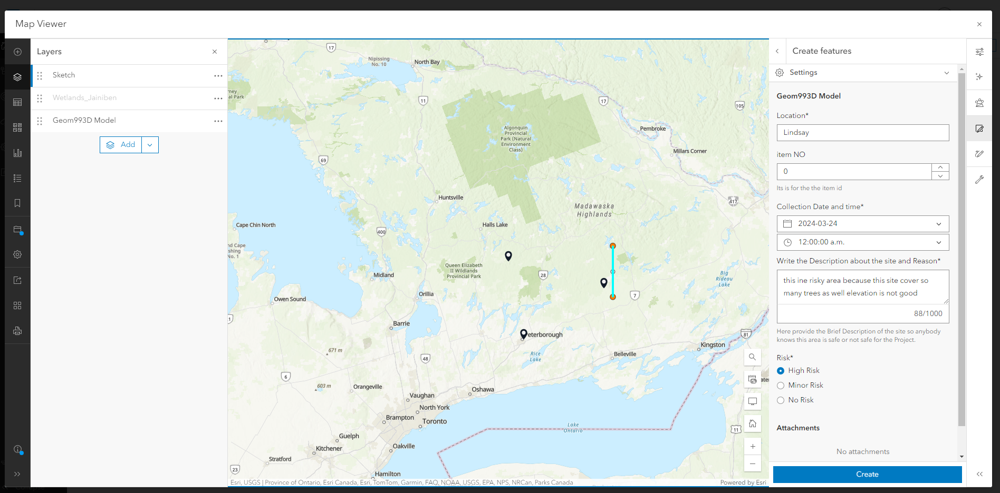 Map Viewer
Layers
Sketch
Wetlands_Jainiben
Geom993D Model
Add
17
Nipissing
No. 10
North Bay
rney
al Park
11
17
105
Algonquin
Provincial
Park (Natural
Environment
Class)
Pembroke
Millars Corner
69
Huntsville
417
Madawaska
Highlands
Cape Chin North
Halls Lake
400
nd Cape
shing
No. 1
Queen Elizabeth
II Wildlands
Provincial Park
28
Midland
Big
Rideau
Lake
Orillia
7
Owen Sound
Barrie
81
Peterborough
Kingston
671 m
Rice
Lake
Belleville
48
6
603 m
Orangeville
Oshawa
Vaughan
North York
Brampton
Toronto
Lake
Ontario
11
Guelph
Kitchener
Oakville
Stratford
23
Hamilton
Esri, USGS | Province of Ontario, Esri Canada, Esri, TomTom, Garmin, FAO, NOAA, USGS, EPA, NPS, NRCan, Parks Canada
Powered by Esri
Create features
Settings
Geom993D Model
Location*
Lindsay
item NO
0
Its is for the the item id
Collection Date and time*
2024-03-24
12:00:00 a.m.
Write the Description about the site and Reason*
this ine risky area because this site cover so
many trees as well elevation is not good
88/1000
Here provide the Brief Description of the site so anybody
knows this area is safe or not safe for the Project.
Risk*
High Risk
Minor Risk
No Risk
Attachments
No attachments
Create